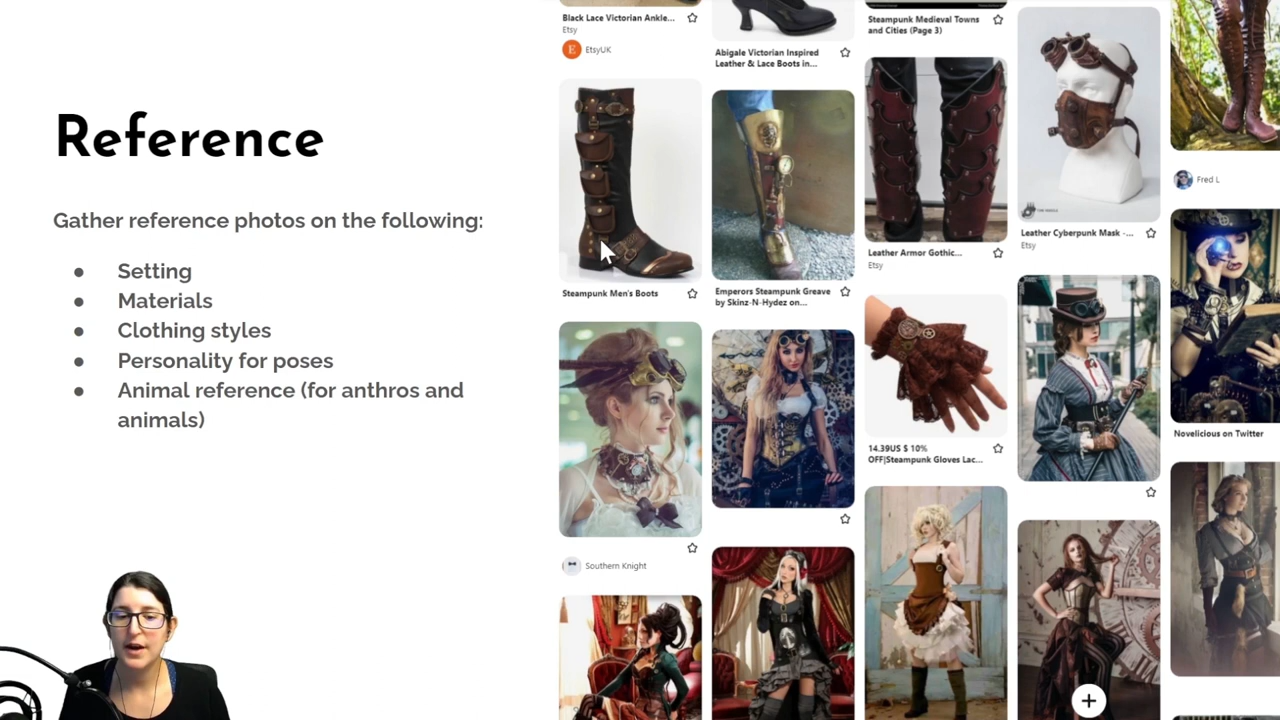 Reference
Gather reference photos on the following:
● Setting
● Materials
● Clothing styles
● Personality for poses
● Animal reference (for anthros and
animals)
Black Lace Victorian Ankle...
Etsy
E EtsyUK
Steampunk Men's Boots
Southern Knight
Abigale Victorian Inspired
Leather & Lace Boots in...
Emperors Steampunk Greave
by Skinz-N-Hydez on...
Steampunk Medieval Towns
and Cities (Page 3)
Leather Armor Gothic...
Etsy
14.39US $ 10%
OFF|Steampunk Gloves Lac...
Leather Cyberpunk Mask -...
Etsy
Fred L
Novelicious on Twitter